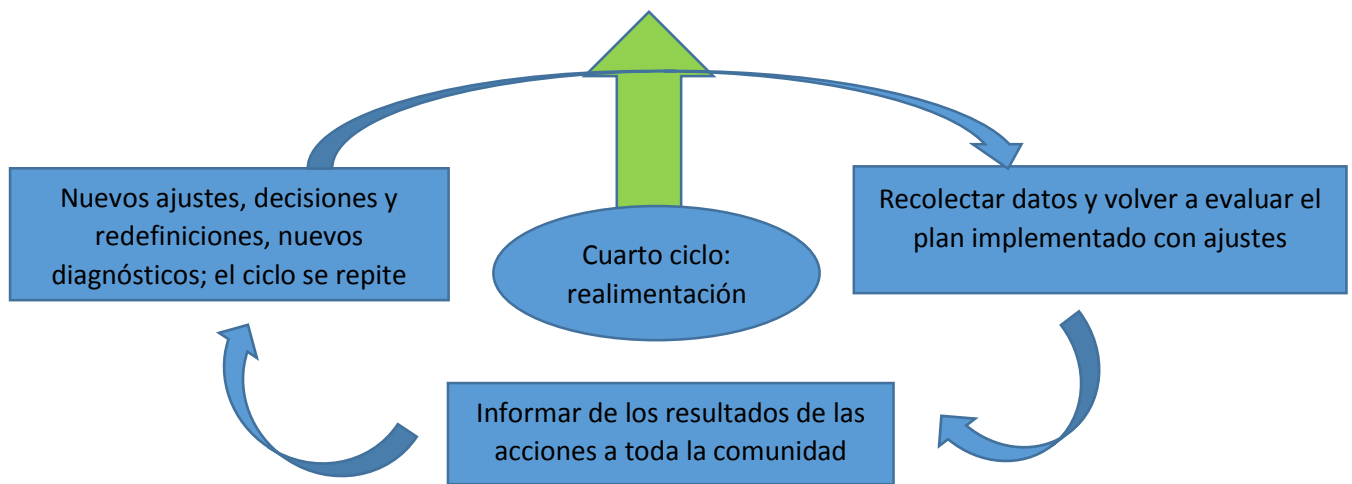 Nuevos ajustes, decisiones y
redefiniciones, nuevos
diagnósticos; el ciclo se repite
Cuarto ciclo:
realimentación
Recolectar datos y volver a evaluar el
plan implementado con ajustes
Informar de los resultados de las
acciones a toda la comunidad